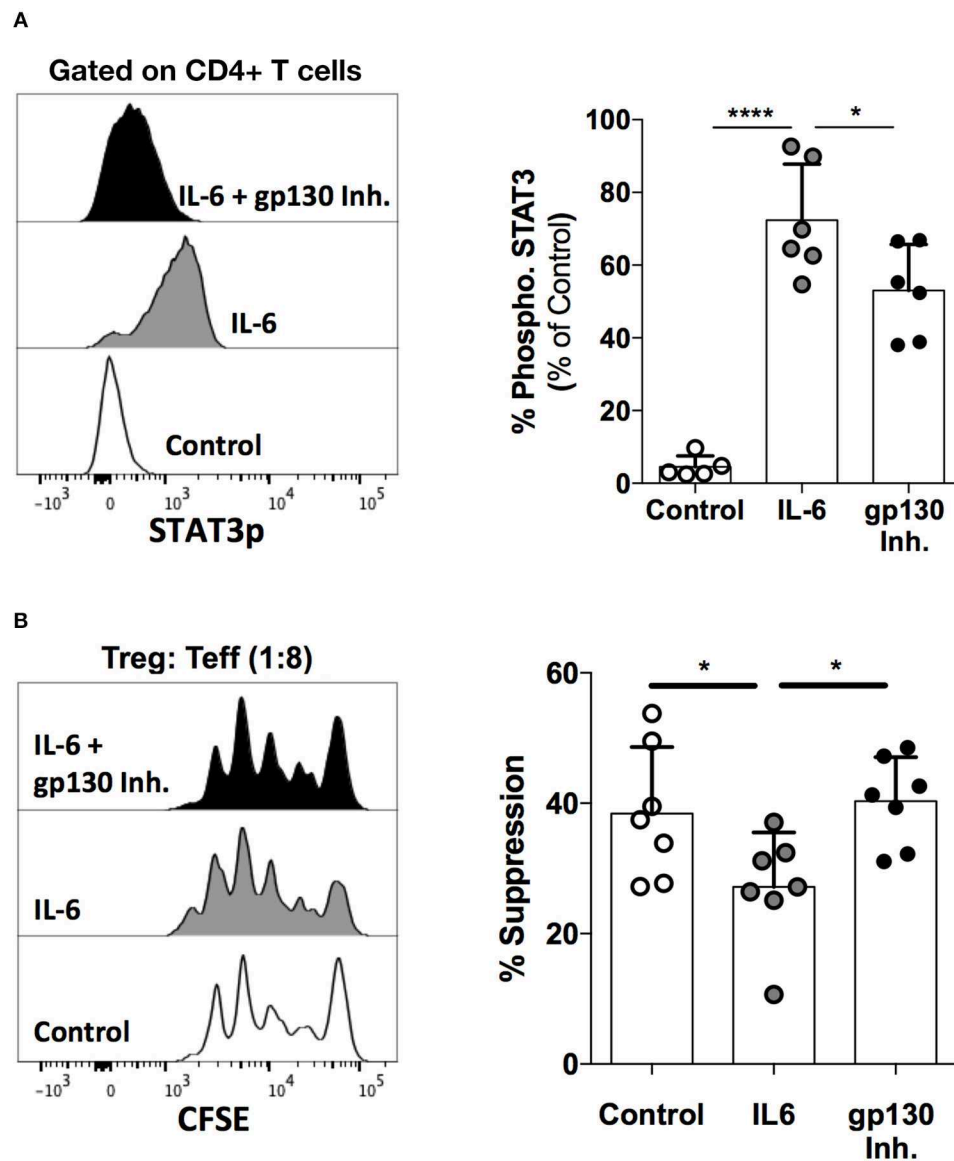 A
Gated on CD4+ T cells
IL-6 + gp130 Inh.
IL-6
Control
-10³ 0 10³ 10⁴ 10⁵
STAT3p
% Phospho. STAT3
(% of Control)
100
80
60
40
20
0
**** *
Control IL-6 gp130
Inh.
B
Treg: Teff (1:8)
IL-6 +
gp130 Inh.
IL-6
Control
-10³ 0 10³ 10⁴ 10⁵
CFSE
% Suppression
60
40
20
0
* *
Control IL6 gp130
Inh.